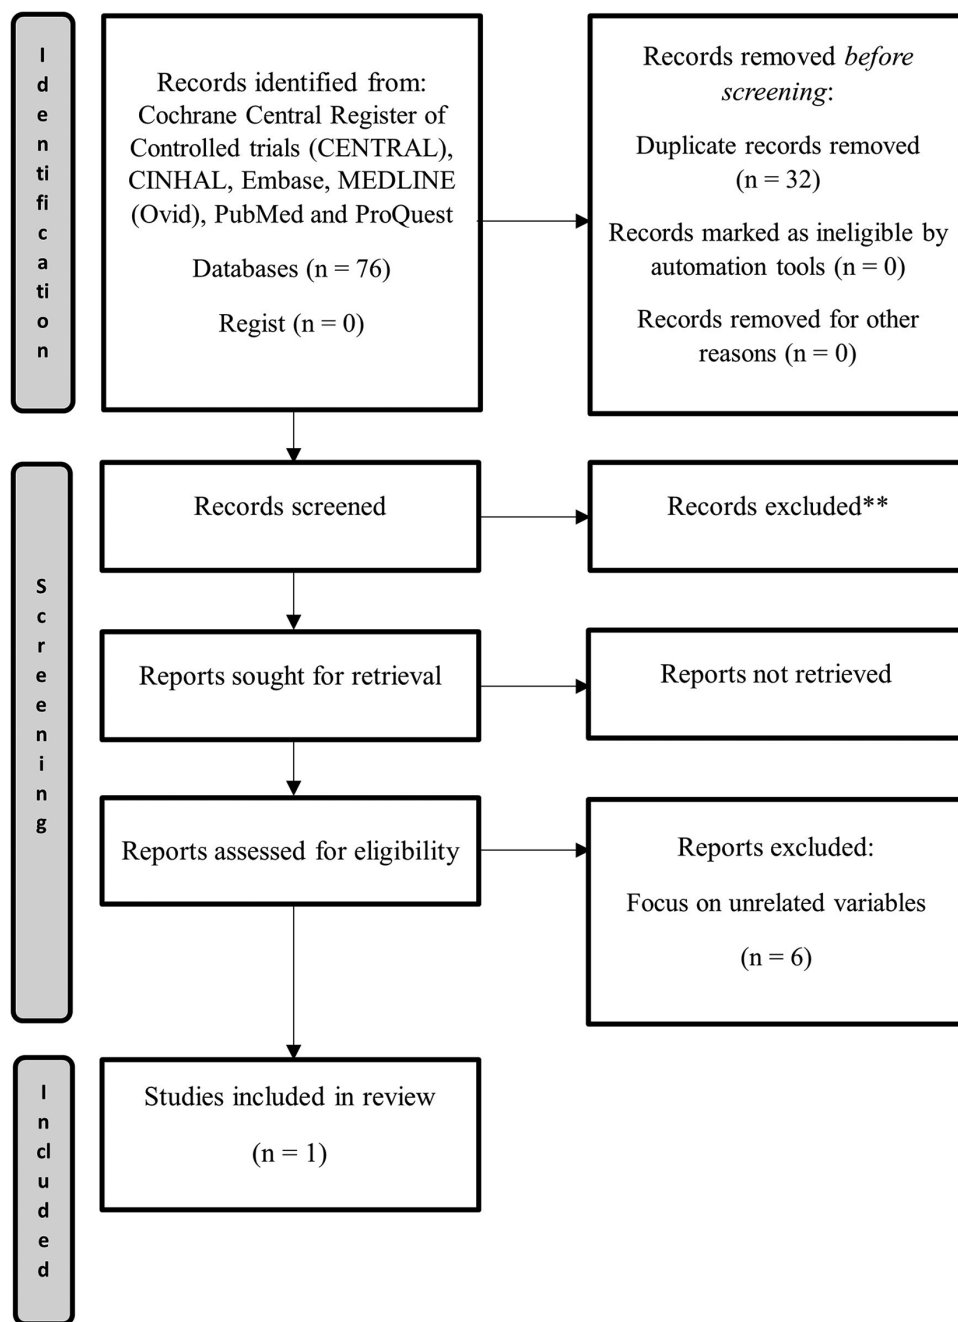 Identification
Records identified from:
Cochrane Central Register of
Controlled trials (CENTRAL),
CINHAL, Embase, MEDLINE
(Ovid), PubMed and ProQuest
Databases (n = 76)
Regist (n = 0)
Records removed before
screening:
Duplicate records removed
(n = 32)
Records marked as ineligible by
automation tools (n = 0)
Records removed for other
reasons (n = 0)
Screening
Records screened
Records excluded**
Reports sought for retrieval
Reports not retrieved
Reports assessed for eligibility
Reports excluded:
Focus on unrelated variables
(n = 6)
Included
Studies included in review
(n = 1)